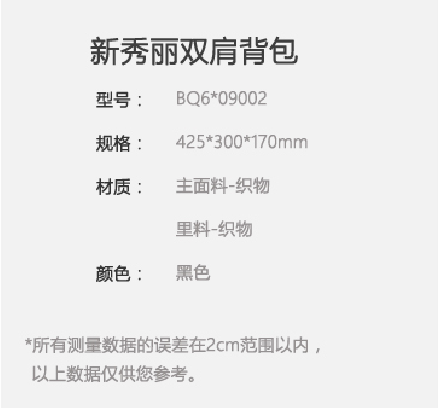 新秀丽双肩背包
型号： BQ6*09002
规格： 425*300*170mm
材质： 主面料-织物
里料-织物
颜色： 黑色
*所有测量数据的误差在2cm范围以内，
以上数据仅供您参考。